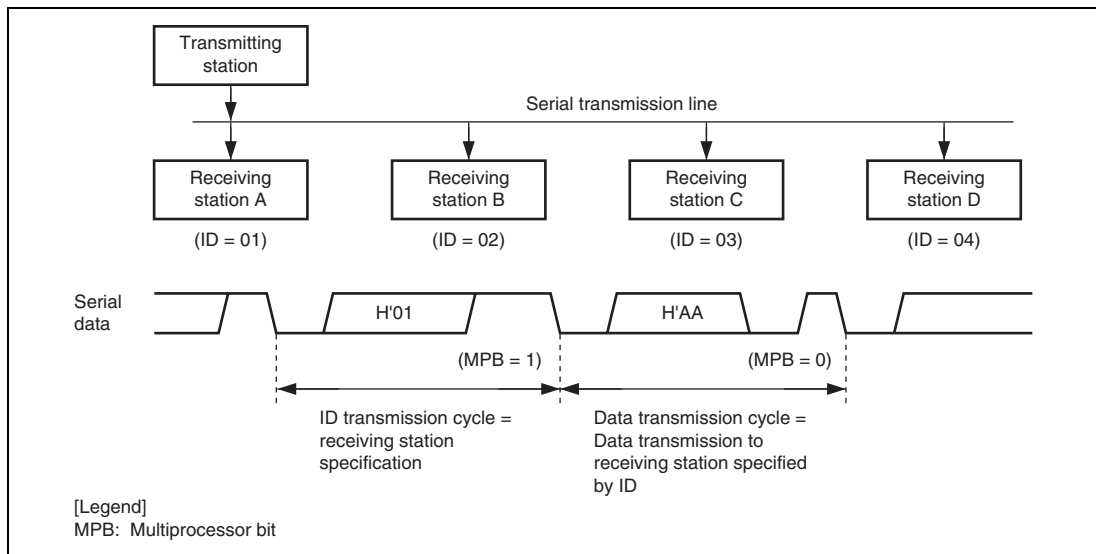 Transmitting
station
Serial transmission line
Receiving
station A
Receiving
station B
Receiving
station C
Receiving
station D
(ID = 01)
(ID = 02)
(ID = 03)
(ID = 04)
Serial
data
H'01
H'AA
(MPB = 1)
(MPB = 0)
ID transmission cycle =
receiving station
specification
Data transmission cycle =
Data transmission to
receiving station specified
by ID
[Legend]
MPB: Multiprocessor bit